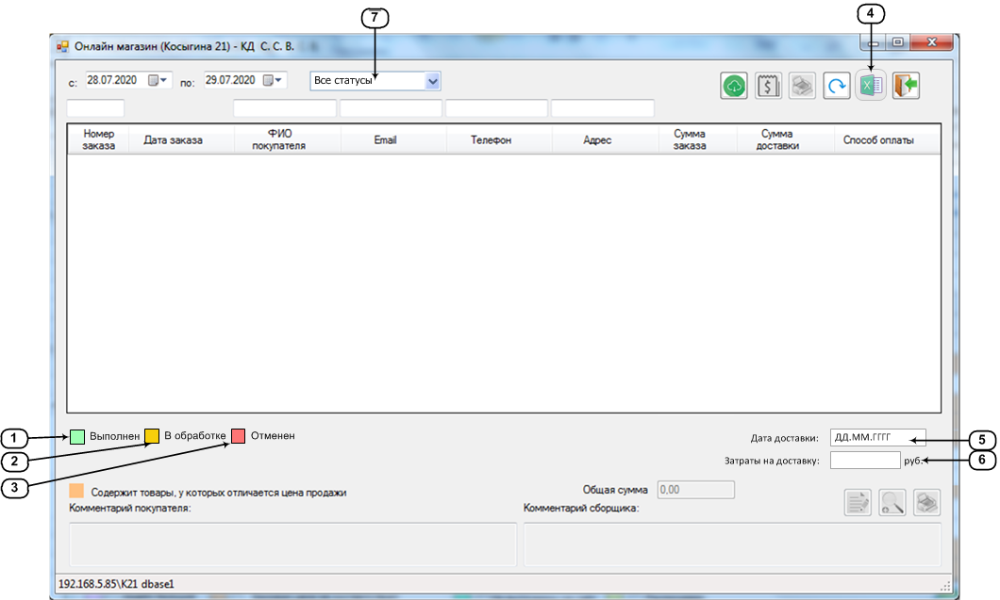 7
4
Онлайн магазин (Косыгина 21) - КД С. С. В.
с: 28.07.2020 по: 29.07.2020 Все статусы
Номер заказа Дата заказа ФИО покупателя Email Телефон Адрес Сумма заказа Сумма доставки Способ оплаты
1 Выполнен В обработке Отменен Дата доставки: ДД.ММ.ГГГГ 5
2 Затраты на доставку: руб. 6
3
Содержит товары, у которых отличается цена продажи Общая сумма 0,00
Комментарий покупателя: Комментарий сборщика:
192.168.5.85\K21 dbase1